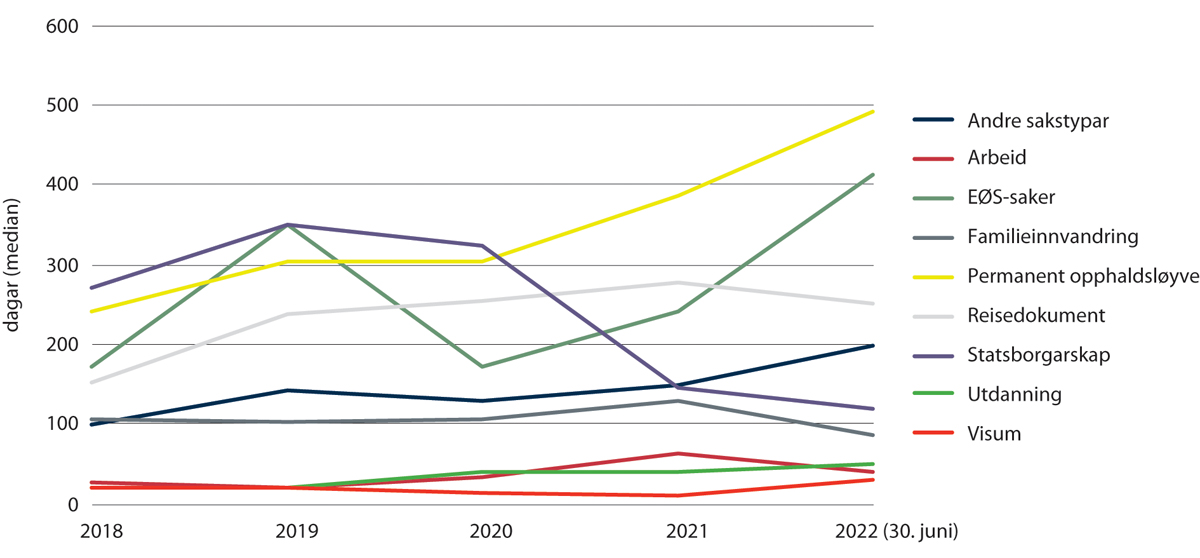 600
500
400
300
200
100
0
dagar (median)
2018
2019
2020
2021
2022 (30. juni)
Andre sakstypar
Arbeid
EØS-saker
Familieinnvandring
Permanent opphaldsløyve
Reisedokument
Statsborgarskap
Utdanning
Visum